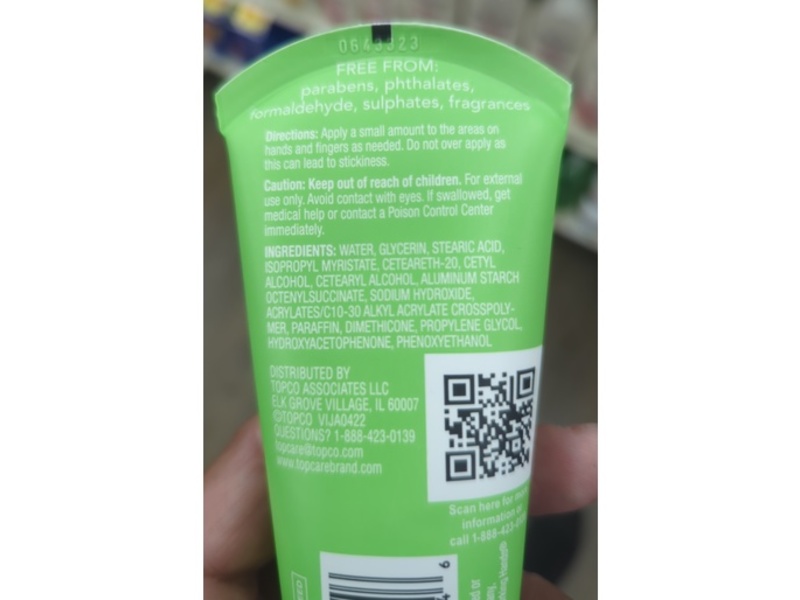 FREE FROM:
parabens, phthalates,
formaldehyde, sulphates, fragrances
Directions: Apply a small amount to the areas on
hands and fingers as needed. Do not over apply as
this can lead to stickiness.
Caution: Keep out of reach of children. For external
use only. Avoid contact with eyes. If swallowed, get
medical help or contact a Poison Control Center
immediately.
INGREDIENTS: WATER, GLYCERIN, STEARIC ACID,
ISOPROPYL MYRISTATE, CETEARETH-20, CETYL
ALCOHOL, CETEARYL ALCOHOL, ALUMINUM STARCH
OCTENYLSUCCINATE, SODIUM HYDROXIDE,
ACRYLATES/C10-30 ALKYL ACRYLATE CROSSPOLY-
MER, PARAFFIN, DIMETHICONE, PROPYLENE GLYCOL,
HYDROXYACETOPHENONE, PHENOXYETHANOL
DISTRIBUTED BY
TOPCO ASSOCIATES LLC
ELK GROVE VILLAGE, IL 60007
©TOPCO VIJA0422
QUESTIONS? 1-888-423-0139
topcare@topco.com
www.topcarebrand.com
Scan here for
information or
call 1-888-423-